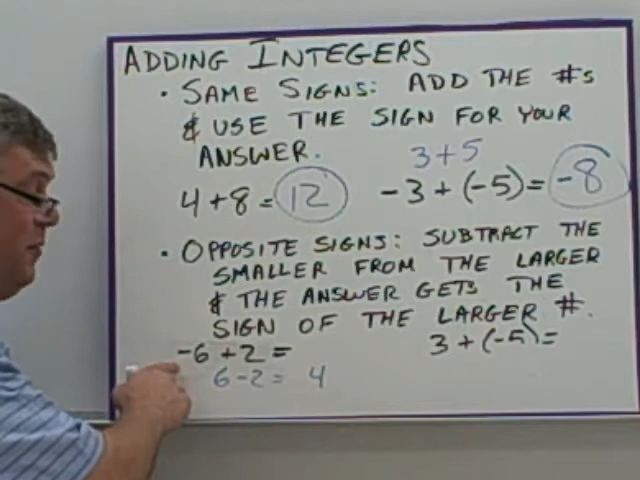 ADDING INTEGERS
• SAME SIGNS: ADD THE #s
& USE THE SIGN FOR YOUR
ANSWER.
3+5
4+8=12
-3+(-5)=-8
• OPPOSITE SIGNS: SUBTRACT THE
SMALLER FROM THE LARGER
& THE ANSWER GETS THE
SIGN OF THE LARGER #.
-6+2=
3+(-5)=
6-2= 4